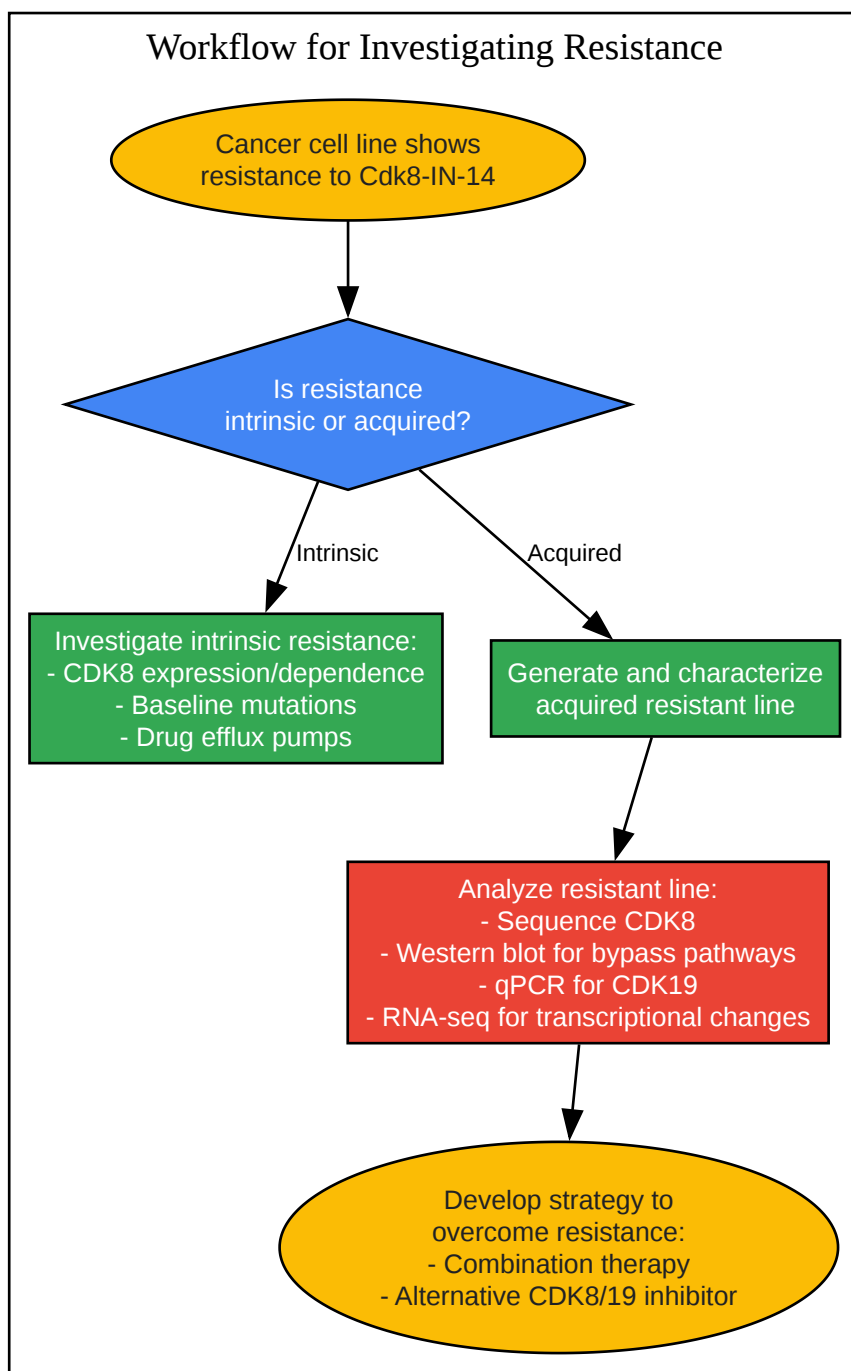 Workflow for Investigating Resistance
Cancer cell line shows
resistance to Cdk8-IN-14
Is resistance
intrinsic or acquired?
Intrinsic
Acquired
Investigate intrinsic resistance:
- CDK8 expression/dependence
- Baseline mutations
- Drug efflux pumps
Generate and characterize
acquired resistant line
Analyze resistant line:
- Sequence CDK8
- Western blot for bypass pathways
- qPCR for CDK19
- RNA-seq for transcriptional changes
Develop strategy to
overcome resistance:
- Combination therapy
- Alternative CDK8/19 inhibitor